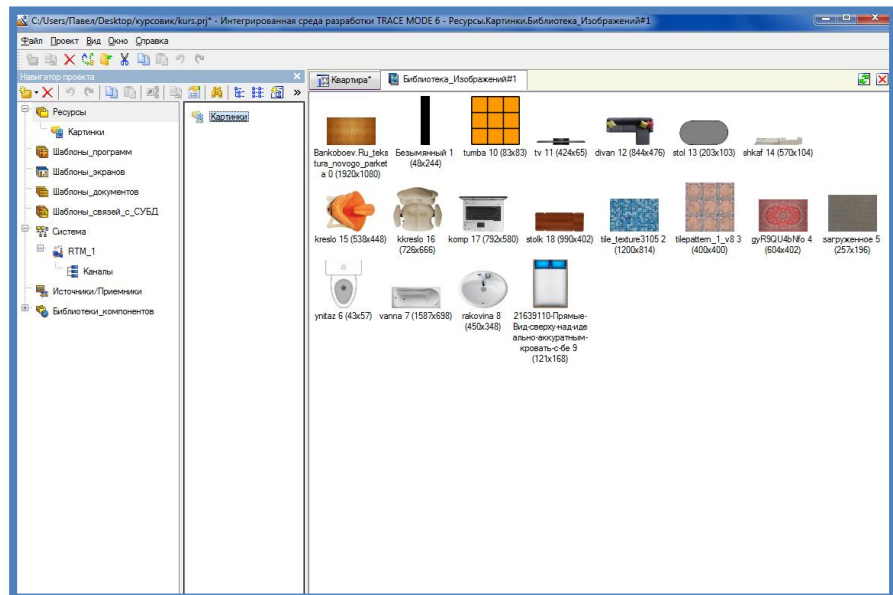 C:/Users/Павел/Desktop/курсовик/kurs.prj* - Интегрированная среда разработки TRACE MODE 6 - Ресурсы.Картинки.Библиотека_Изображений#1
Файл Проект Вид Окно Справка
Навигатор проекта
Ресурсы
Картинки
Шаблоны_программ
Шаблоны_экранов
Шаблоны_документов
Шаблоны_связей_с_СУБД
Система
RTM_1
Каналы
Источники/Приемники
Библиотеки_компонентов
Картинки
Квартира* Библиотека_Изображений#1
Bankoboev.Ru_teks
tura_novogo_parket
a 0 (1920x1080)
Безымянный 1
(48x244)
tumba 10 (83x83)
tv 11 (424x65)
divan 12 (844x476)
stol 13 (203x103)
shkaf 14 (570x104)
kreslo 15 (538x448)
kkreslo 16
(726x666)
komp 17 (792x580)
stolk 18 (990x402)
tile_texture3105 2
(1200x814)
tilepattern_1_v8 3
(400x400)
gyR9QU4bNfo 4
(604x402)
загруженное 5
(257x196)
ynitaz 6 (43x57)
vanna 7 (1587x698)
rakovina 8
(450x348)
21639110-Прямые-
Вид-сверху-над-иде
ально-аккуратным-
кровать-с-бе 9
(121x168)